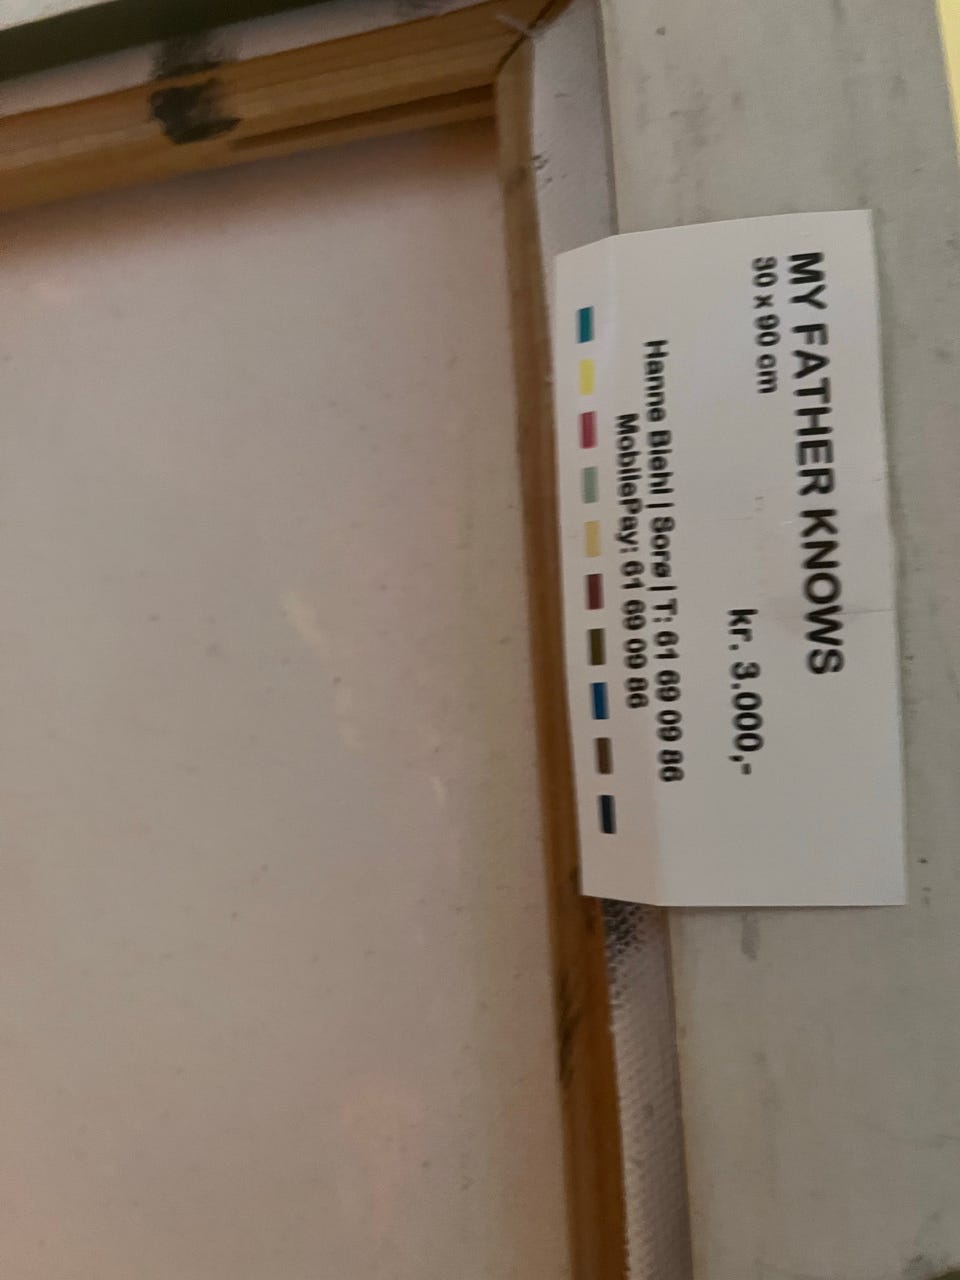 MY FATHER KNOWS
90 x 90 cm
kr. 3.000,-
Hanne Biehl | Sorø | T: 61 69 09 86
MobilePay: 61 69 09 86